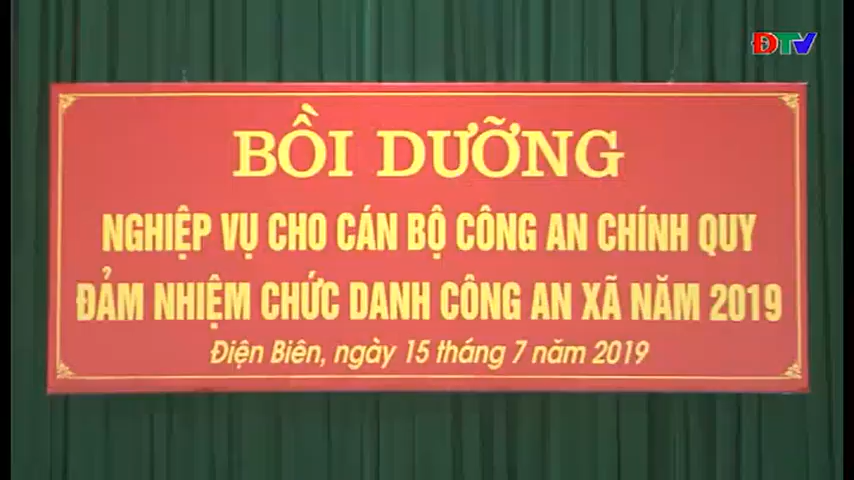 ĐTV
BỒI DƯỠNG
NGHIỆP VỤ CHO CÁN BỘ CÔNG AN CHÍNH QUY
ĐẢM NHIỆM CHỨC DANH CÔNG AN XÃ NĂM 2019
Điện Biên, ngày 15 tháng 7 năm 2019